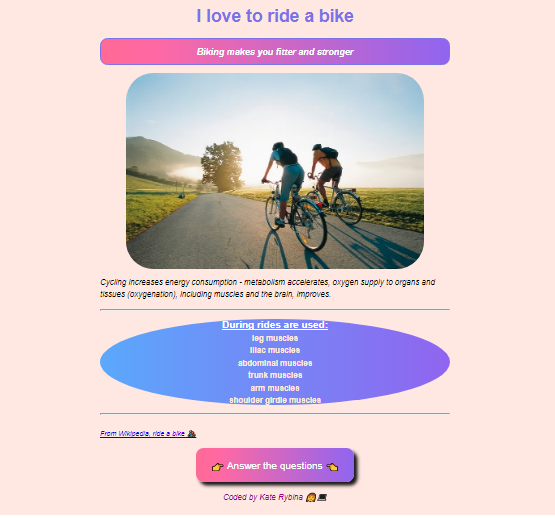 I love to ride a bike
Biking makes you fitter and stronger
Cycling increases energy consumption - metabolism accelerates, oxygen supply to organs and
tissues (oxygenation), including muscles and the brain, improves.
During rides are used:
leg muscles
iliac muscles
abdominal muscles
trunk muscles
arm muscles
shoulder girdle muscles
From Wikipedia, ride a bike 🚵
👉 Answer the questions 👈
Coded by Kate Rybina 👩💻